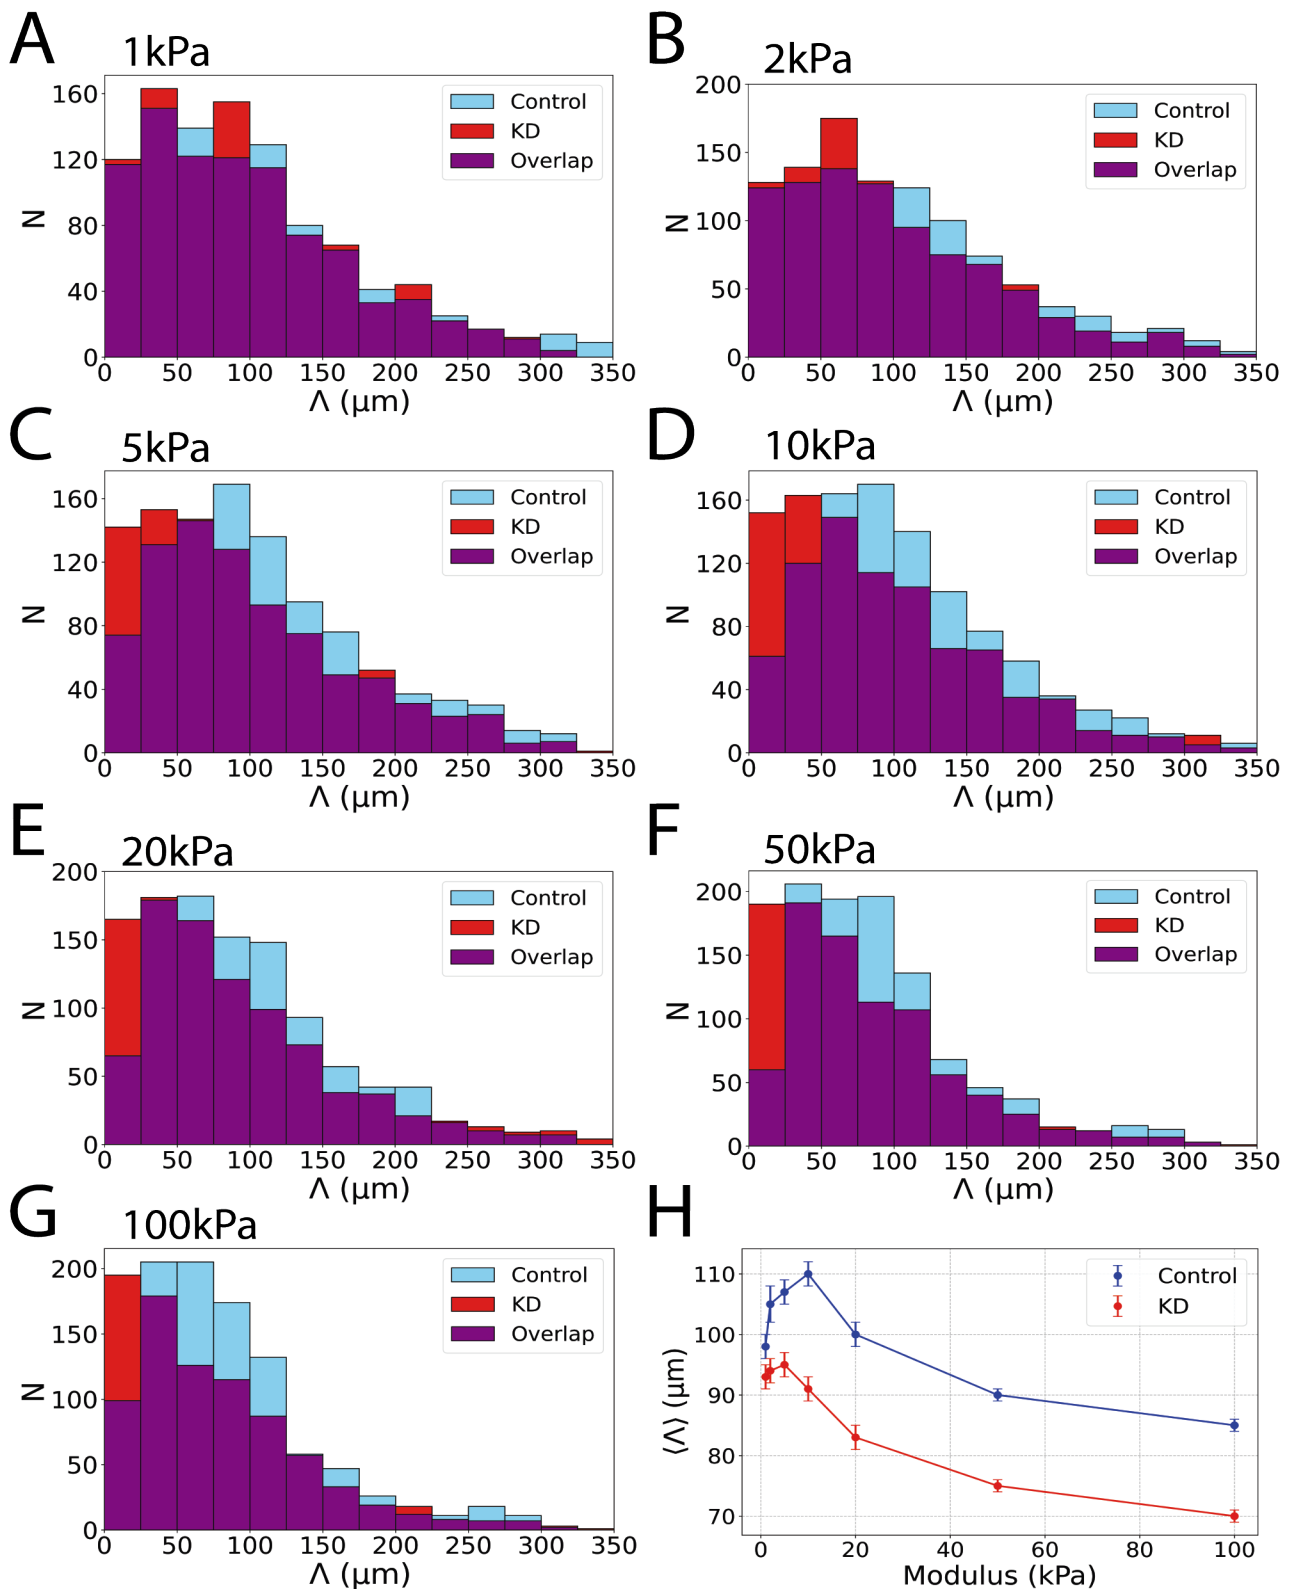 A 1kPa
160
120
80
40
0
N
Control
KD
Overlap
0 50 100 150 200 250 300 350
Λ (μm)
B 2kPa
200
150
100
50
0
N
Control
KD
Overlap
0 50 100 150 200 250 300 350
Λ (μm)
C 5kPa
160
120
80
40
0
N
Control
KD
Overlap
0 50 100 150 200 250 300 350
Λ (μm)
D 10kPa
160
120
80
40
0
N
Control
KD
Overlap
0 50 100 150 200 250 300 350
Λ (μm)
E 20kPa
200
150
100
50
0
N
Control
KD
Overlap
0 50 100 150 200 250 300 350
Λ (μm)
F 50kPa
200
150
100
50
0
N
Control
KD
Overlap
0 50 100 150 200 250 300 350
Λ (μm)
G 100kPa
200
150
100
50
0
N
Control
KD
Overlap
0 50 100 150 200 250 300 350
Λ (μm)
H
110
100
90
80
70
⟨Λ⟩ (μm)
Control
KD
0 20 40 60 80 100
Modulus (kPa)